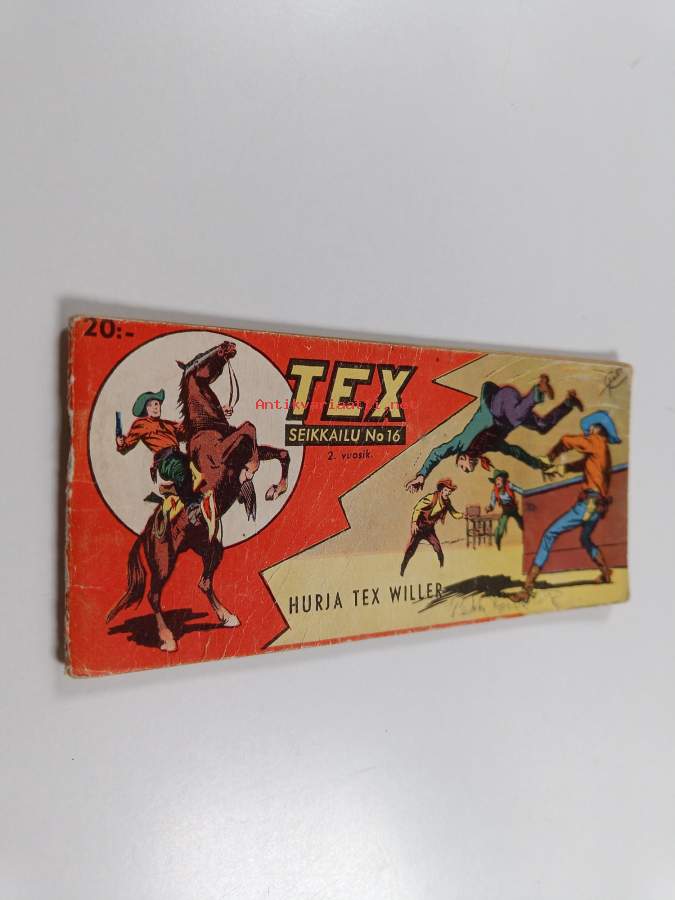 20:-
TEX
Antikvariaatti.net
SEIKKAILU No 16
2. vuosik.
HURJA TEX WILLER